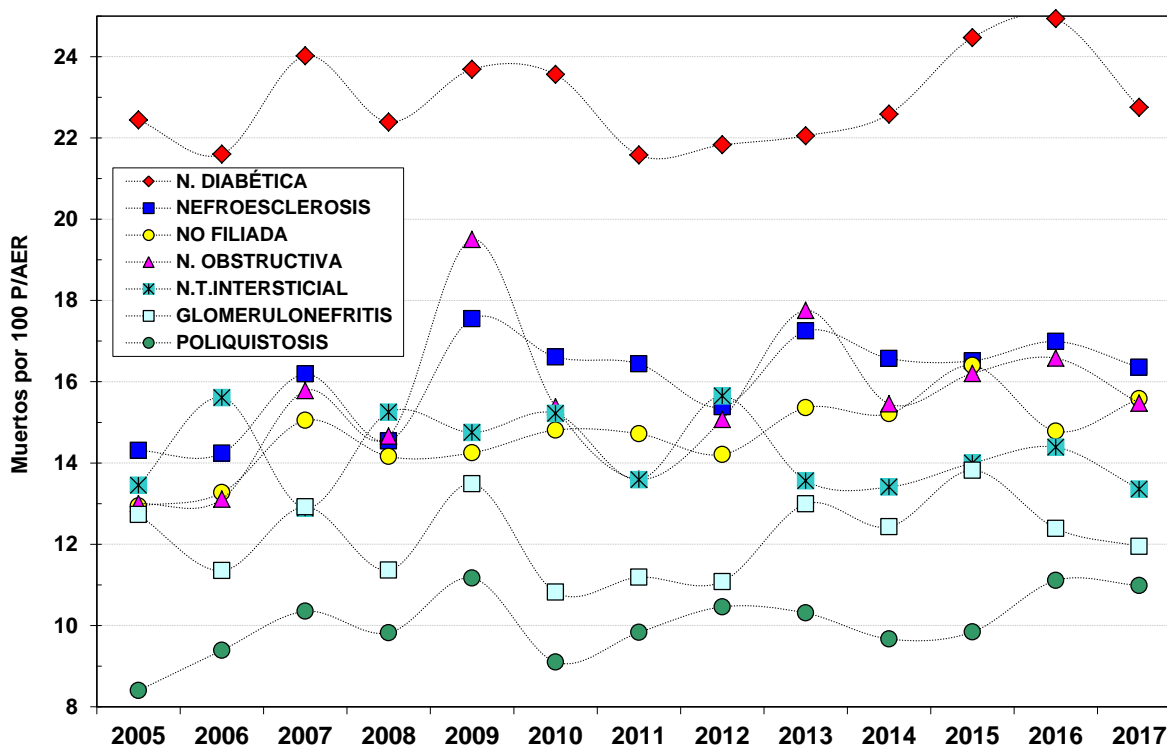 24
22
20
18
16
14
12
10
8
Muertos por 100 P/AER
N. DIABÉTICA
NEFROESCLEROSIS
NO FILIADA
N. OBSTRUCTIVA
N.T.INTERSTICIAL
GLOMERULONEFRITIS
POLIQUISTOSIS
2005 2006 2007 2008 2009 2010 2011 2012 2013 2014 2015 2016 2017